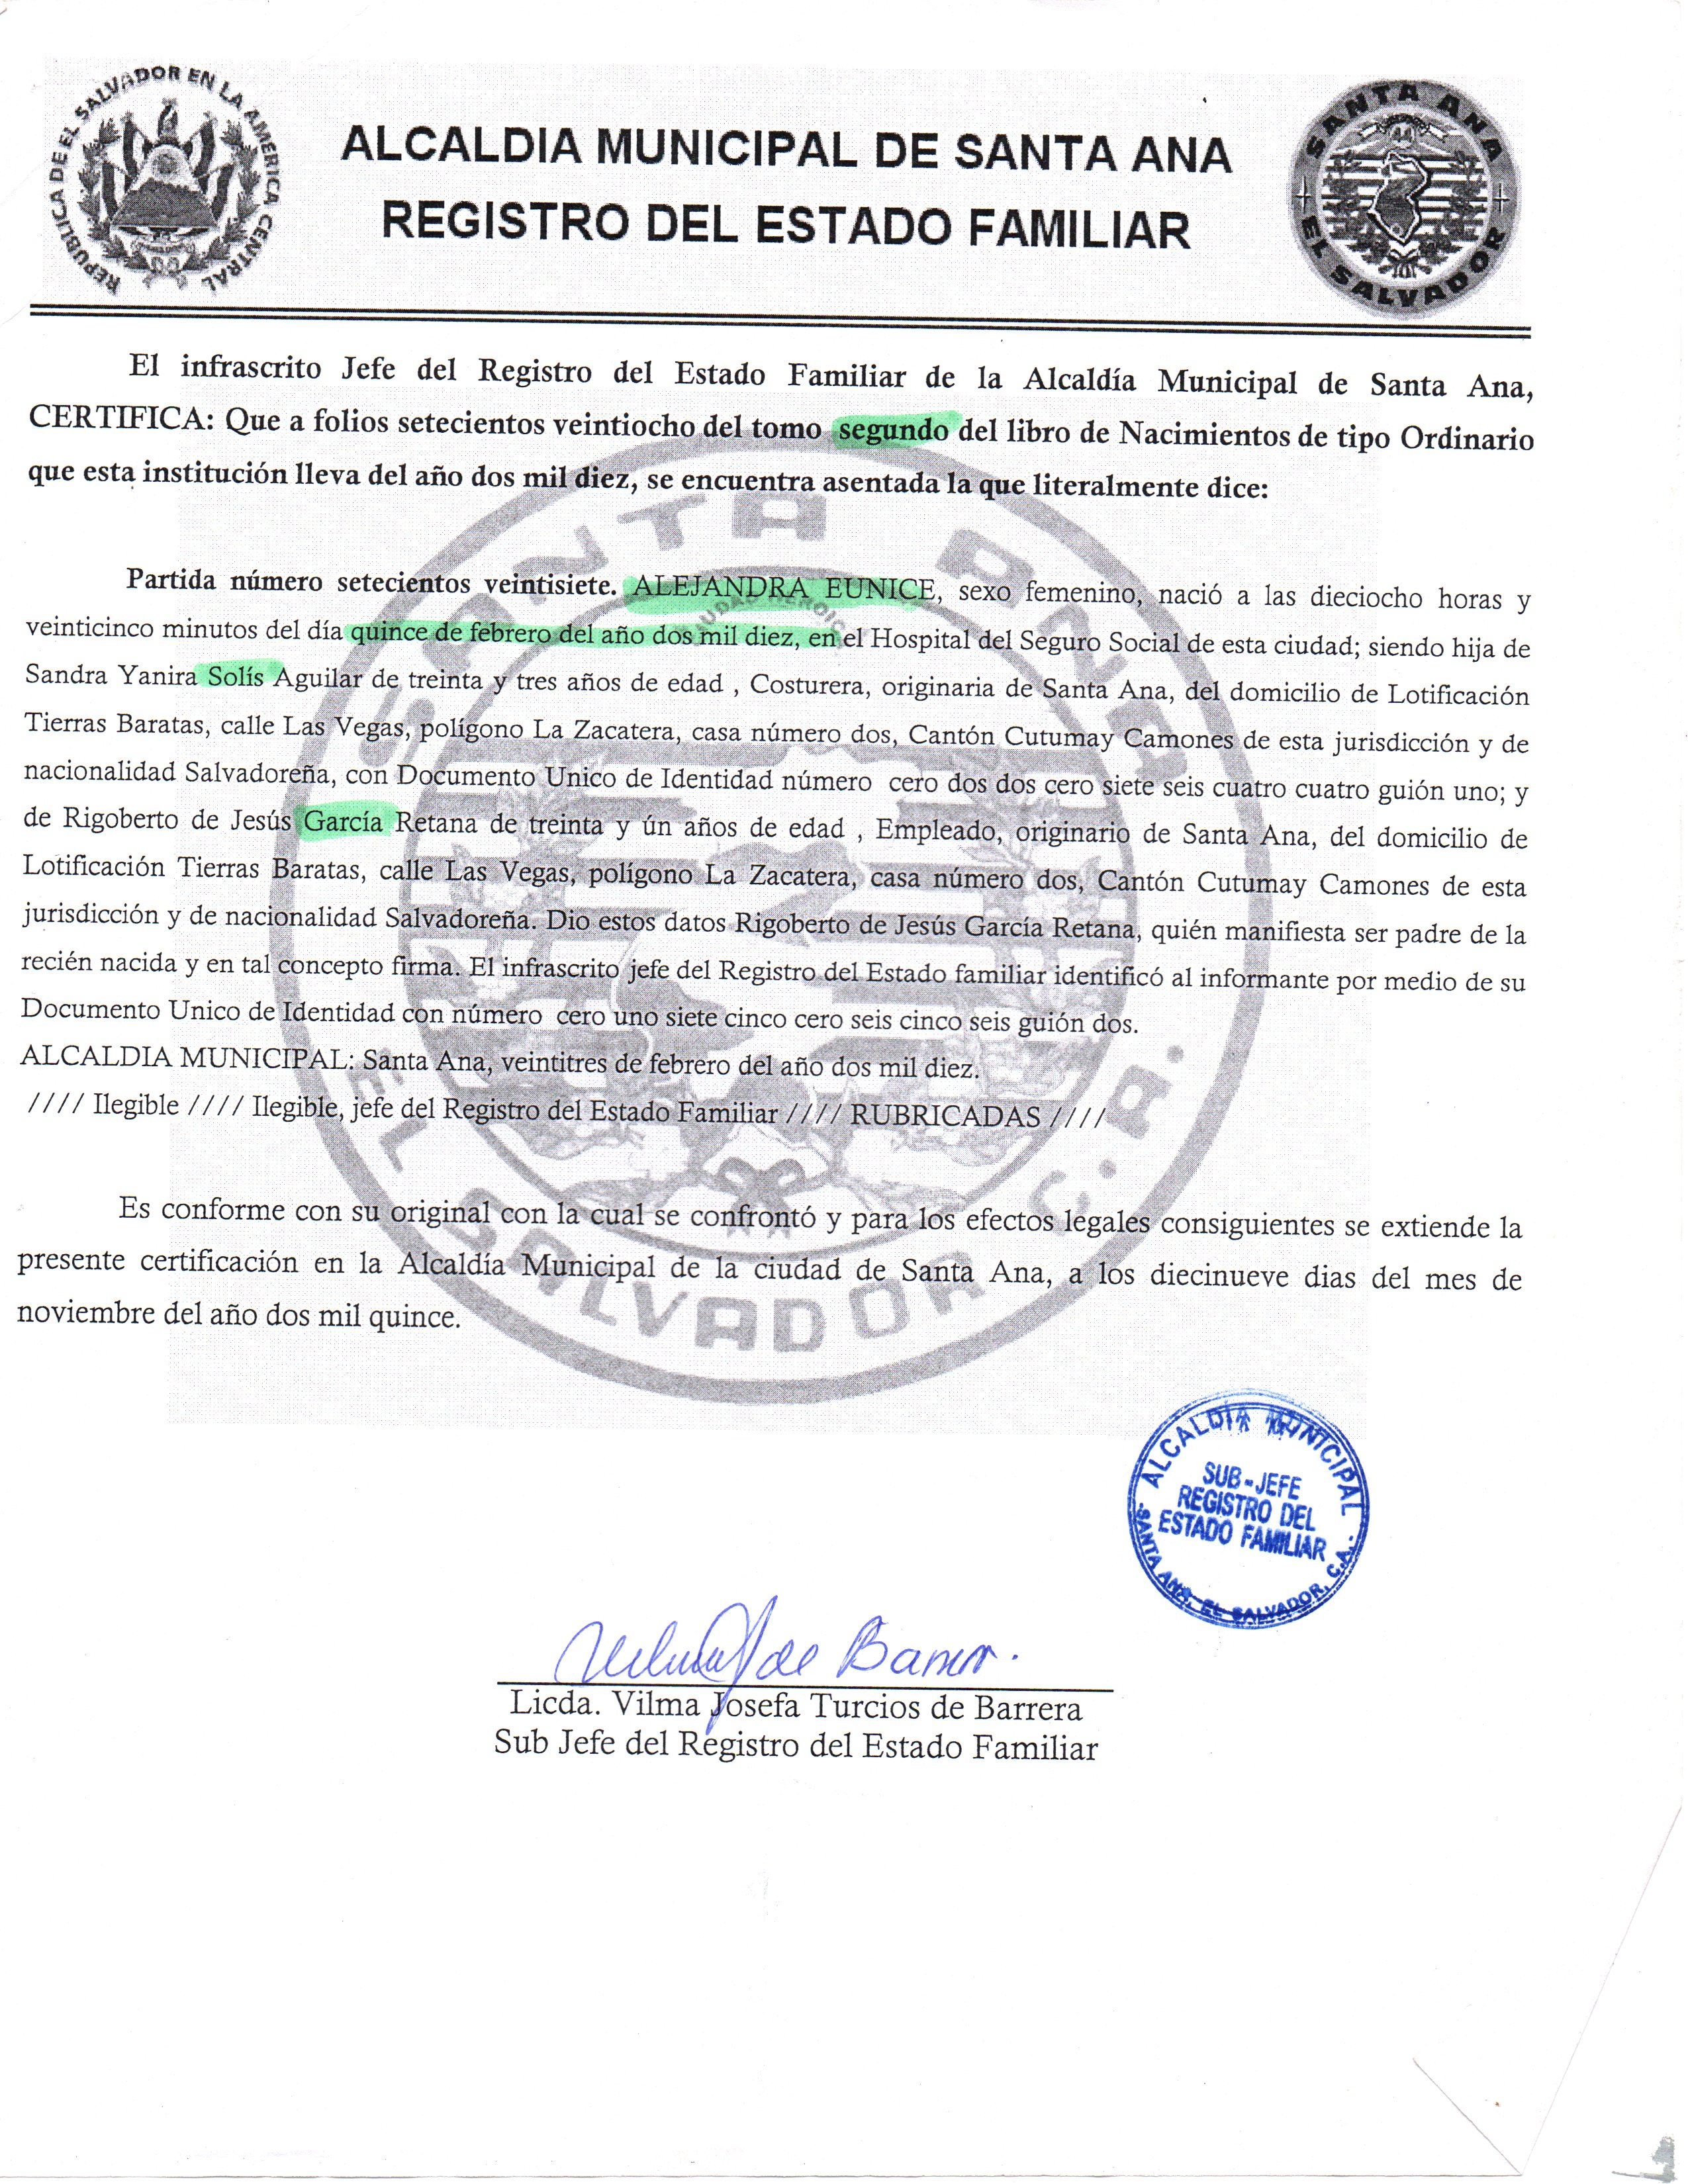 REPUBLICA DE EL SALVADOR EN LA AMERICA CENTRAL
ALCALDIA MUNICIPAL DE SANTA ANA
REGISTRO DEL ESTADO FAMILIAR
SANTA ANA
EL SALVADOR
El infrascrito Jefe del Registro del Estado Familiar de la Alcaldía Municipal de Santa Ana,
CERTIFICA: Que a folios setecientos veintiocho del tomo segundo del libro de Nacimientos de tipo Ordinario
que esta institución lleva del año dos mil diez, se encuentra asentada la que literalmente dice:
Partida número setecientos veintisiete. ALEJANDRA EUNICE, sexo femenino, nació a las dieciocho horas y
veinticinco minutos del día quince de febrero del año dos mil diez, en el Hospital del Seguro Social de esta ciudad; siendo hija de
Sandra Yanira Solís Aguilar de treinta y tres años de edad , Costurera, originaria de Santa Ana, del domicilio de Lotificación
Tierras Baratas, calle Las Vegas, polígono La Zacatera, casa número dos, Cantón Cutumay Camones de esta jurisdicción y de
nacionalidad Salvadoreña, con Documento Unico de Identidad número cero dos dos cero siete seis cuatro cuatro guión uno; y
de Rigoberto de Jesús García Retana de treinta y ún años de edad , Empleado, originario de Santa Ana, del domicilio de
Lotificación Tierras Baratas, calle Las Vegas, polígono La Zacatera, casa número dos, Cantón Cutumay Camones de esta
jurisdicción y de nacionalidad Salvadoreña. Dio estos datos Rigoberto de Jesús García Retana, quién manifiesta ser padre de la
recién nacida y en tal concepto firma. El infrascrito jefe del Registro del Estado familiar identificó al informante por medio de su
Documento Unico de Identidad con número cero uno siete cinco cero seis cinco seis guión dos.
ALCALDIA MUNICIPAL: Santa Ana, veintitres de febrero del año dos mil diez.
//// Ilegible //// Ilegible, jefe del Registro del Estado Familiar //// RUBRICADAS ////
Es conforme con su original con la cual se confrontó y para los efectos legales consiguientes se extiende la
presente certificación en la Alcaldía Municipal de la ciudad de Santa Ana, a los diecinueve dias del mes de
noviembre del año dos mil quince.
SANTA ANA
EL SALVADOR C.A.
ALCALDÍA MUNICIPAL
SUB-JEFE
REGISTRO DEL
ESTADO FAMILIAR
SANTA ANA, EL SALVADOR, C.A.
Licda. Vilma Josefa Turcios de Barrera
Sub Jefe del Registro del Estado Familiar